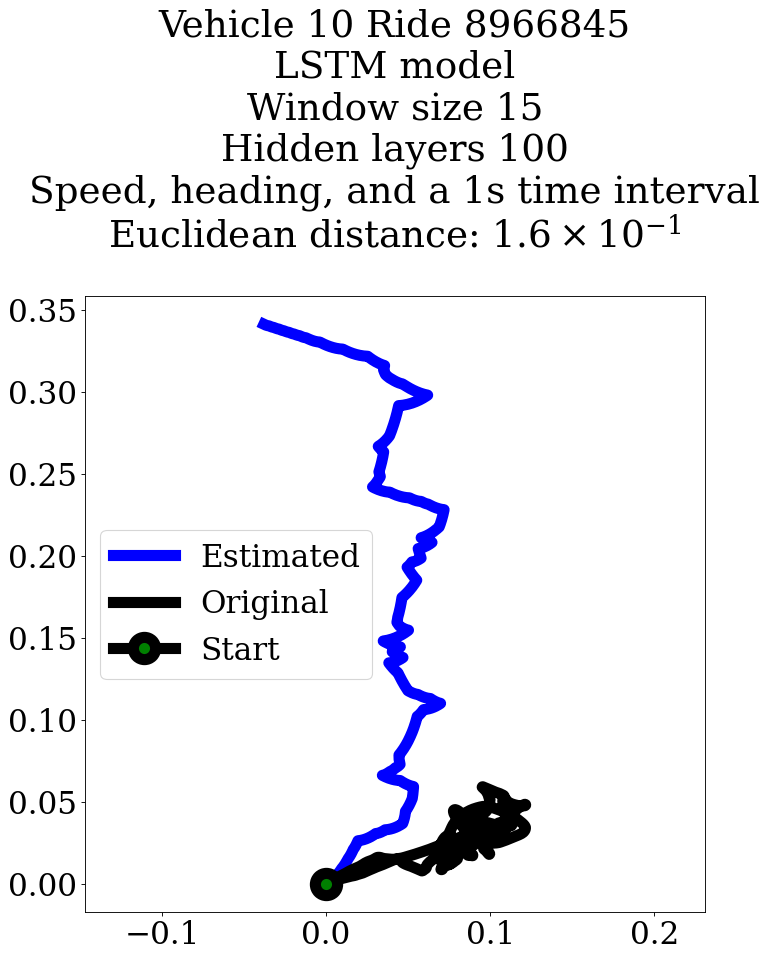 Vehicle 10 Ride 8966845
LSTM model
Window size 15
Hidden layers 100
Speed, heading, and a 1s time interval
Euclidean distance: 1.6 × 10⁻¹
0.35
0.30
0.25
0.20
0.15
0.10
0.05
0.00
Estimated
Original
Start
−0.1 0.0 0.1 0.2